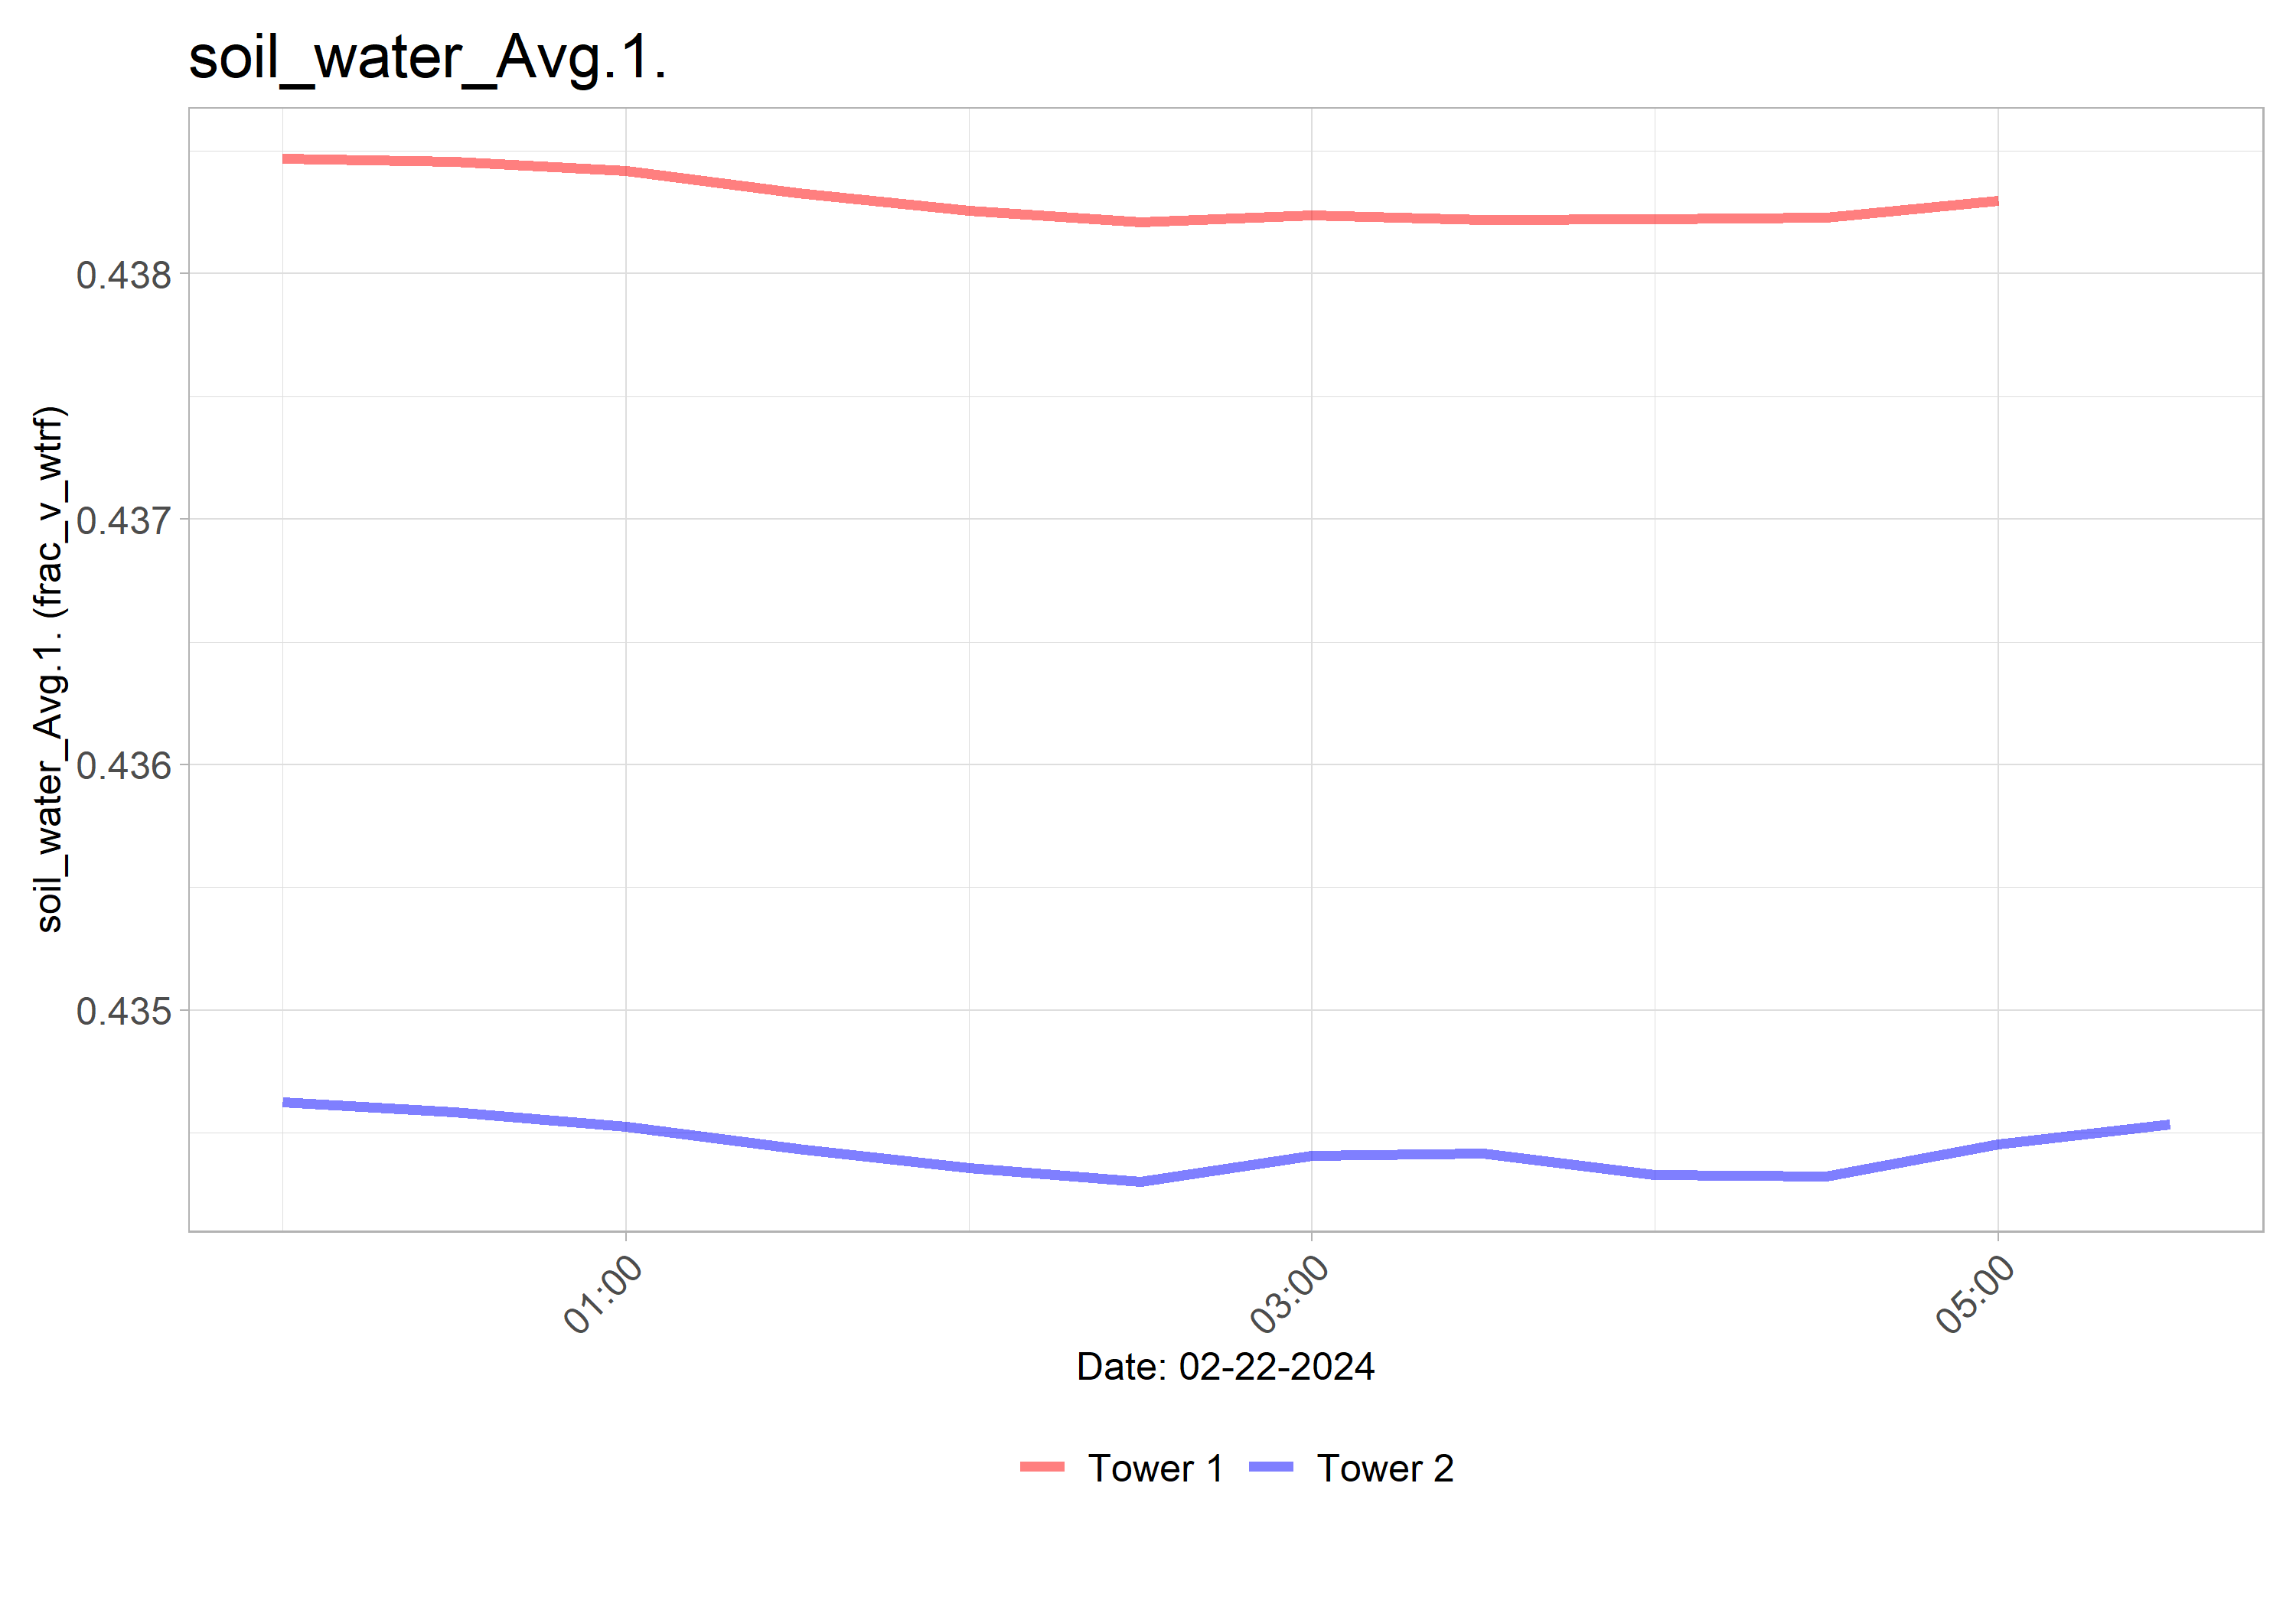 soil_water_Avg.1.
soil_water_Avg.1. (frac_v_wtrf)
0.438
0.437
0.436
0.435
01:00
03:00
05:00
Date: 02-22-2024
Tower 1
Tower 2